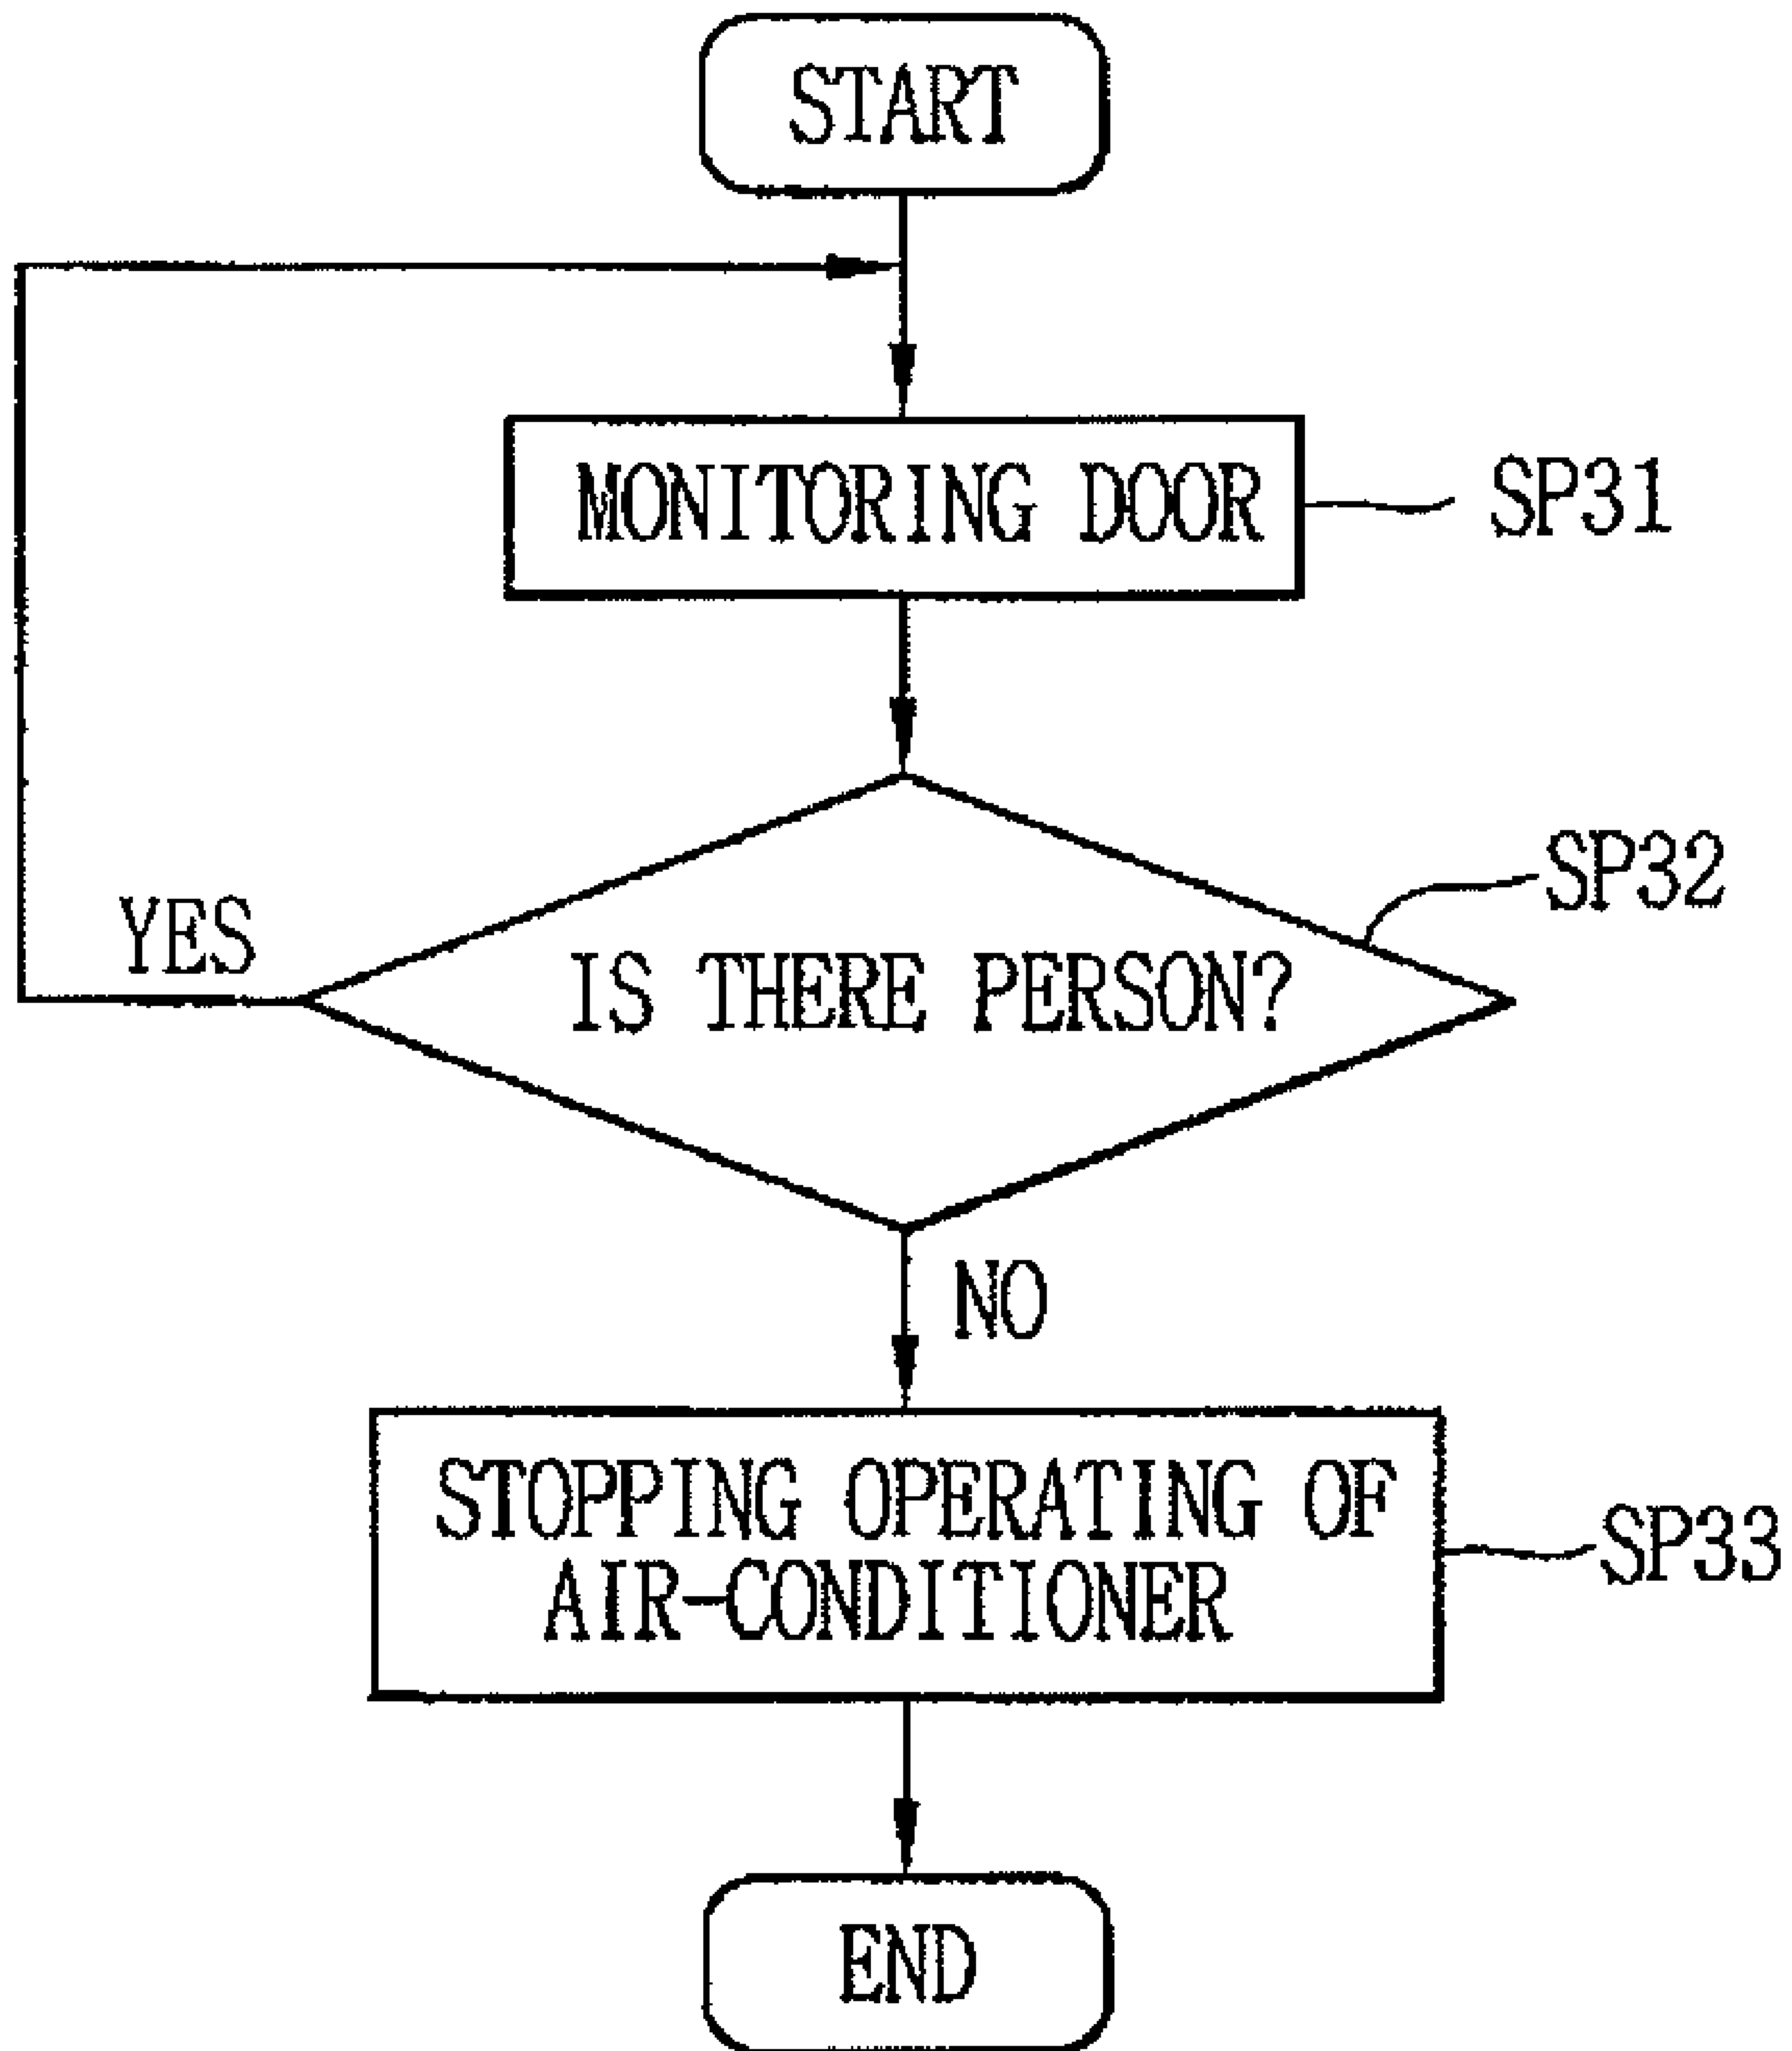 START
MONITORING DOOR
SP31
SP32
YES
IS THERE PERSON?
NO
STOPPING OPERATING OF
AIR-CONDITIONER
SP33
END